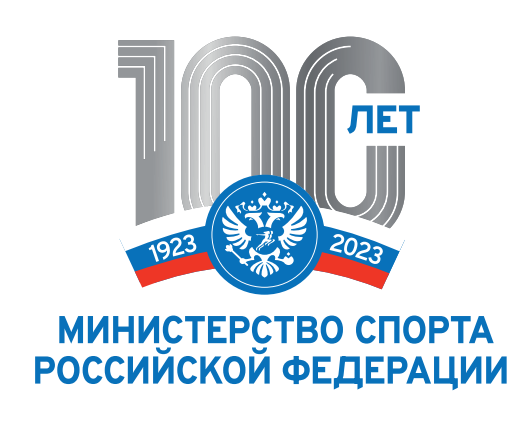 100
ЛЕТ
1923 2023
МИНИСТЕРСТВО СПОРТА
РОССИЙСКОЙ ФЕДЕРАЦИИ